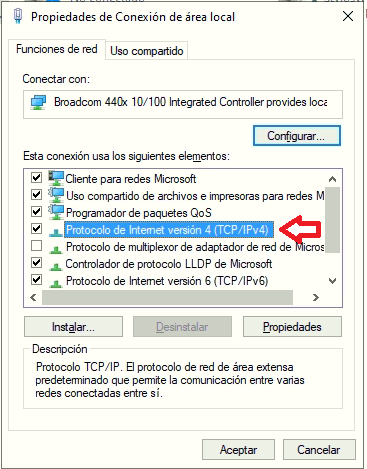 Propiedades de Conexión de área local
Funciones de red
Uso compartido
Conectar con:
Broadcom 440x 10/100 Integrated Controller provides loca
Configurar...
Esta conexión usa los siguientes elementos:
Cliente para redes Microsoft
Uso compartido de archivos e impresoras para redes M
Programador de paquetes QoS
Protocolo de Internet versión 4 (TCP/IPv4)
Protocolo de multiplexor de adaptador de red de Micros
Controlador de protocolo LLDP de Microsoft
Protocolo de Internet versión 6 (TCP/IPv6)
Instalar...
Desinstalar
Propiedades
Descripción
Protocolo TCP/IP. El protocolo de red de área extensa
predeterminado que permite la comunicación entre varias
redes conectadas entre sí.
Aceptar
Cancelar